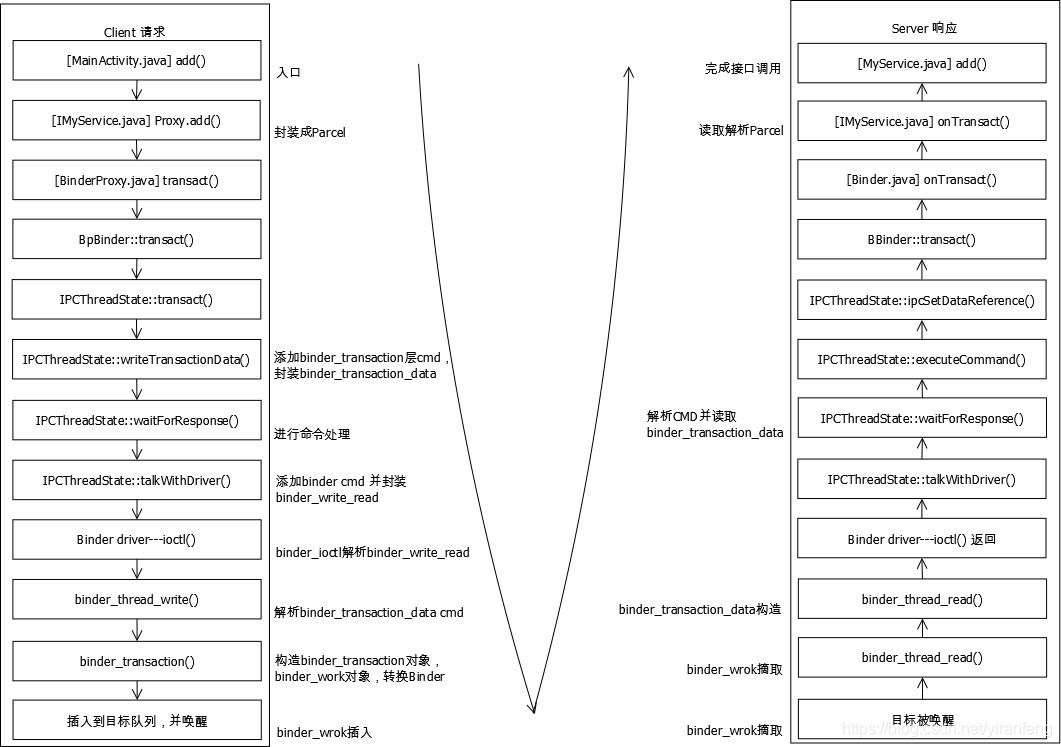 Client 请求
[MainActivity.java] add()
入口
[IMyService.java] Proxy.add()
封装成Parcel
[BinderProxy.java] transact()
BpBinder::transact()
IPCThreadState::transact()
IPCThreadState::writeTransactionData()
添加binder_transaction层cmd，
封装binder_transaction_data
IPCThreadState::waitForResponse()
进行命令处理
IPCThreadState::talkWithDriver()
添加binder cmd 并封装
binder_write_read
Binder driver---ioctl()
binder_ioctl解析binder_write_read
binder_thread_write()
解析binder_transaction_data cmd
binder_transaction()
构造binder_transaction对象，
binder_work对象，转换Binder
插入到目标队列，并唤醒
binder_wrok插入
Server 响应
完成接口调用
[MyService.java] add()
读取解析Parcel
[IMyService.java] onTransact()
[Binder.java] onTransact()
BBinder::transact()
IPCThreadState::ipcSetDataReference()
IPCThreadState::executeCommand()
解析CMD并读取
binder_transaction_data
IPCThreadState::waitForResponse()
IPCThreadState::talkWithDriver()
Binder driver---ioctl() 返回
binder_transaction_data构造
binder_thread_read()
binder_wrok摘取
binder_thread_read()
binder_wrok摘取
目标被唤醒
https://blog.csdn.net/yiranfeng